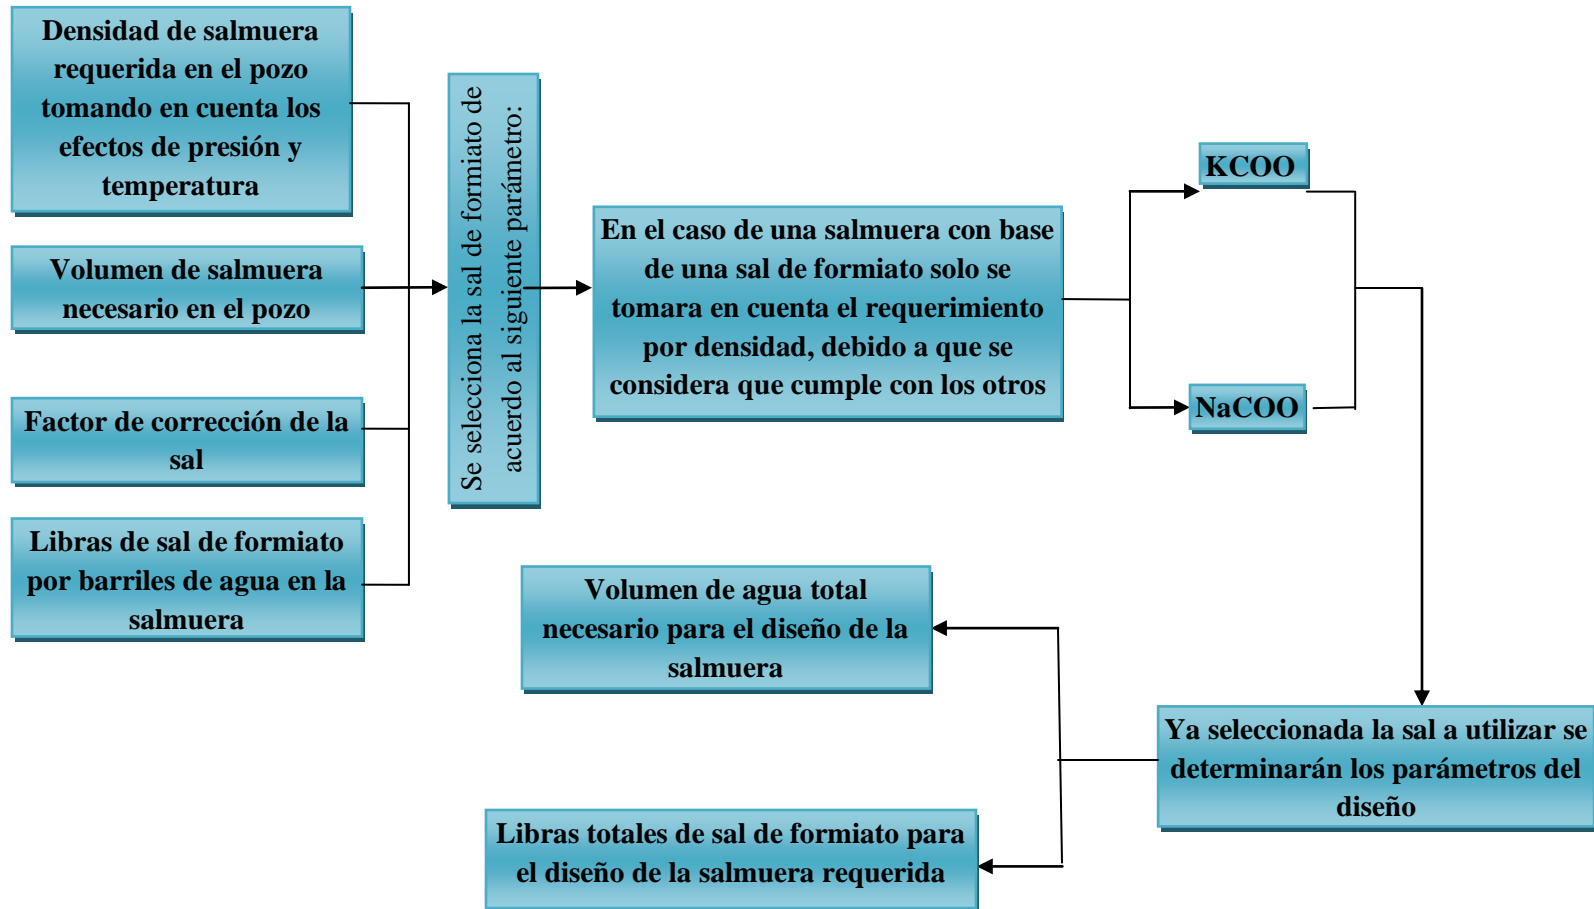 Densidad de salmuera
requerida en el pozo
tomando en cuenta los
efectos de presión y
temperatura
Volumen de salmuera
necesario en el pozo
Factor de corrección de la
sal
Libras de sal de formiato
por barriles de agua en la
salmuera
Se selecciona la sal de formiato de
acuerdo al siguiente parámetro:
En el caso de una salmuera con base
de una sal de formiato solo se
tomara en cuenta el requerimiento
por densidad, debido a que se
considera que cumple con los otros
KCOO
NaCOO
Ya seleccionada la sal a utilizar se
determinarán los parámetros del
diseño
Volumen de agua total
necesario para el diseño de la
salmuera
Libras totales de sal de formiato para
el diseño de la salmuera requerida